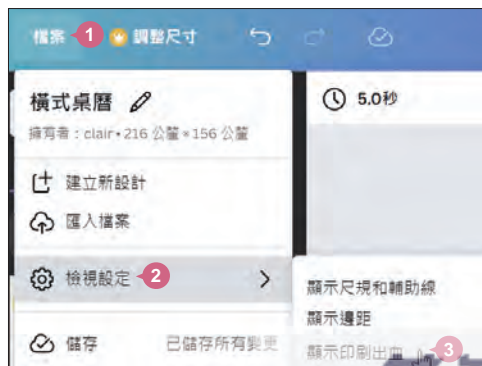 檔案 1 調整尺寸
橫式桌曆
5.0秒
擁有者：clair•216 公釐×156 公釐
建立新設計
匯入檔案
檢視設定 2
顯示尺規和輔助線
顯示邊距
儲存 已儲存所有變更
顯示印刷出血 3